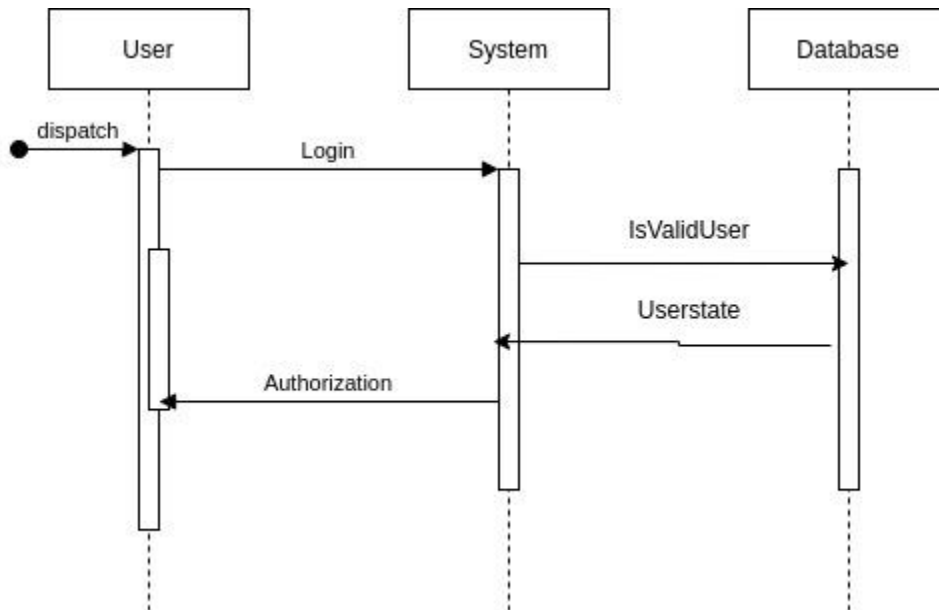 User
System
Database
dispatch
Login
IsValidUser
Userstate
Authorization